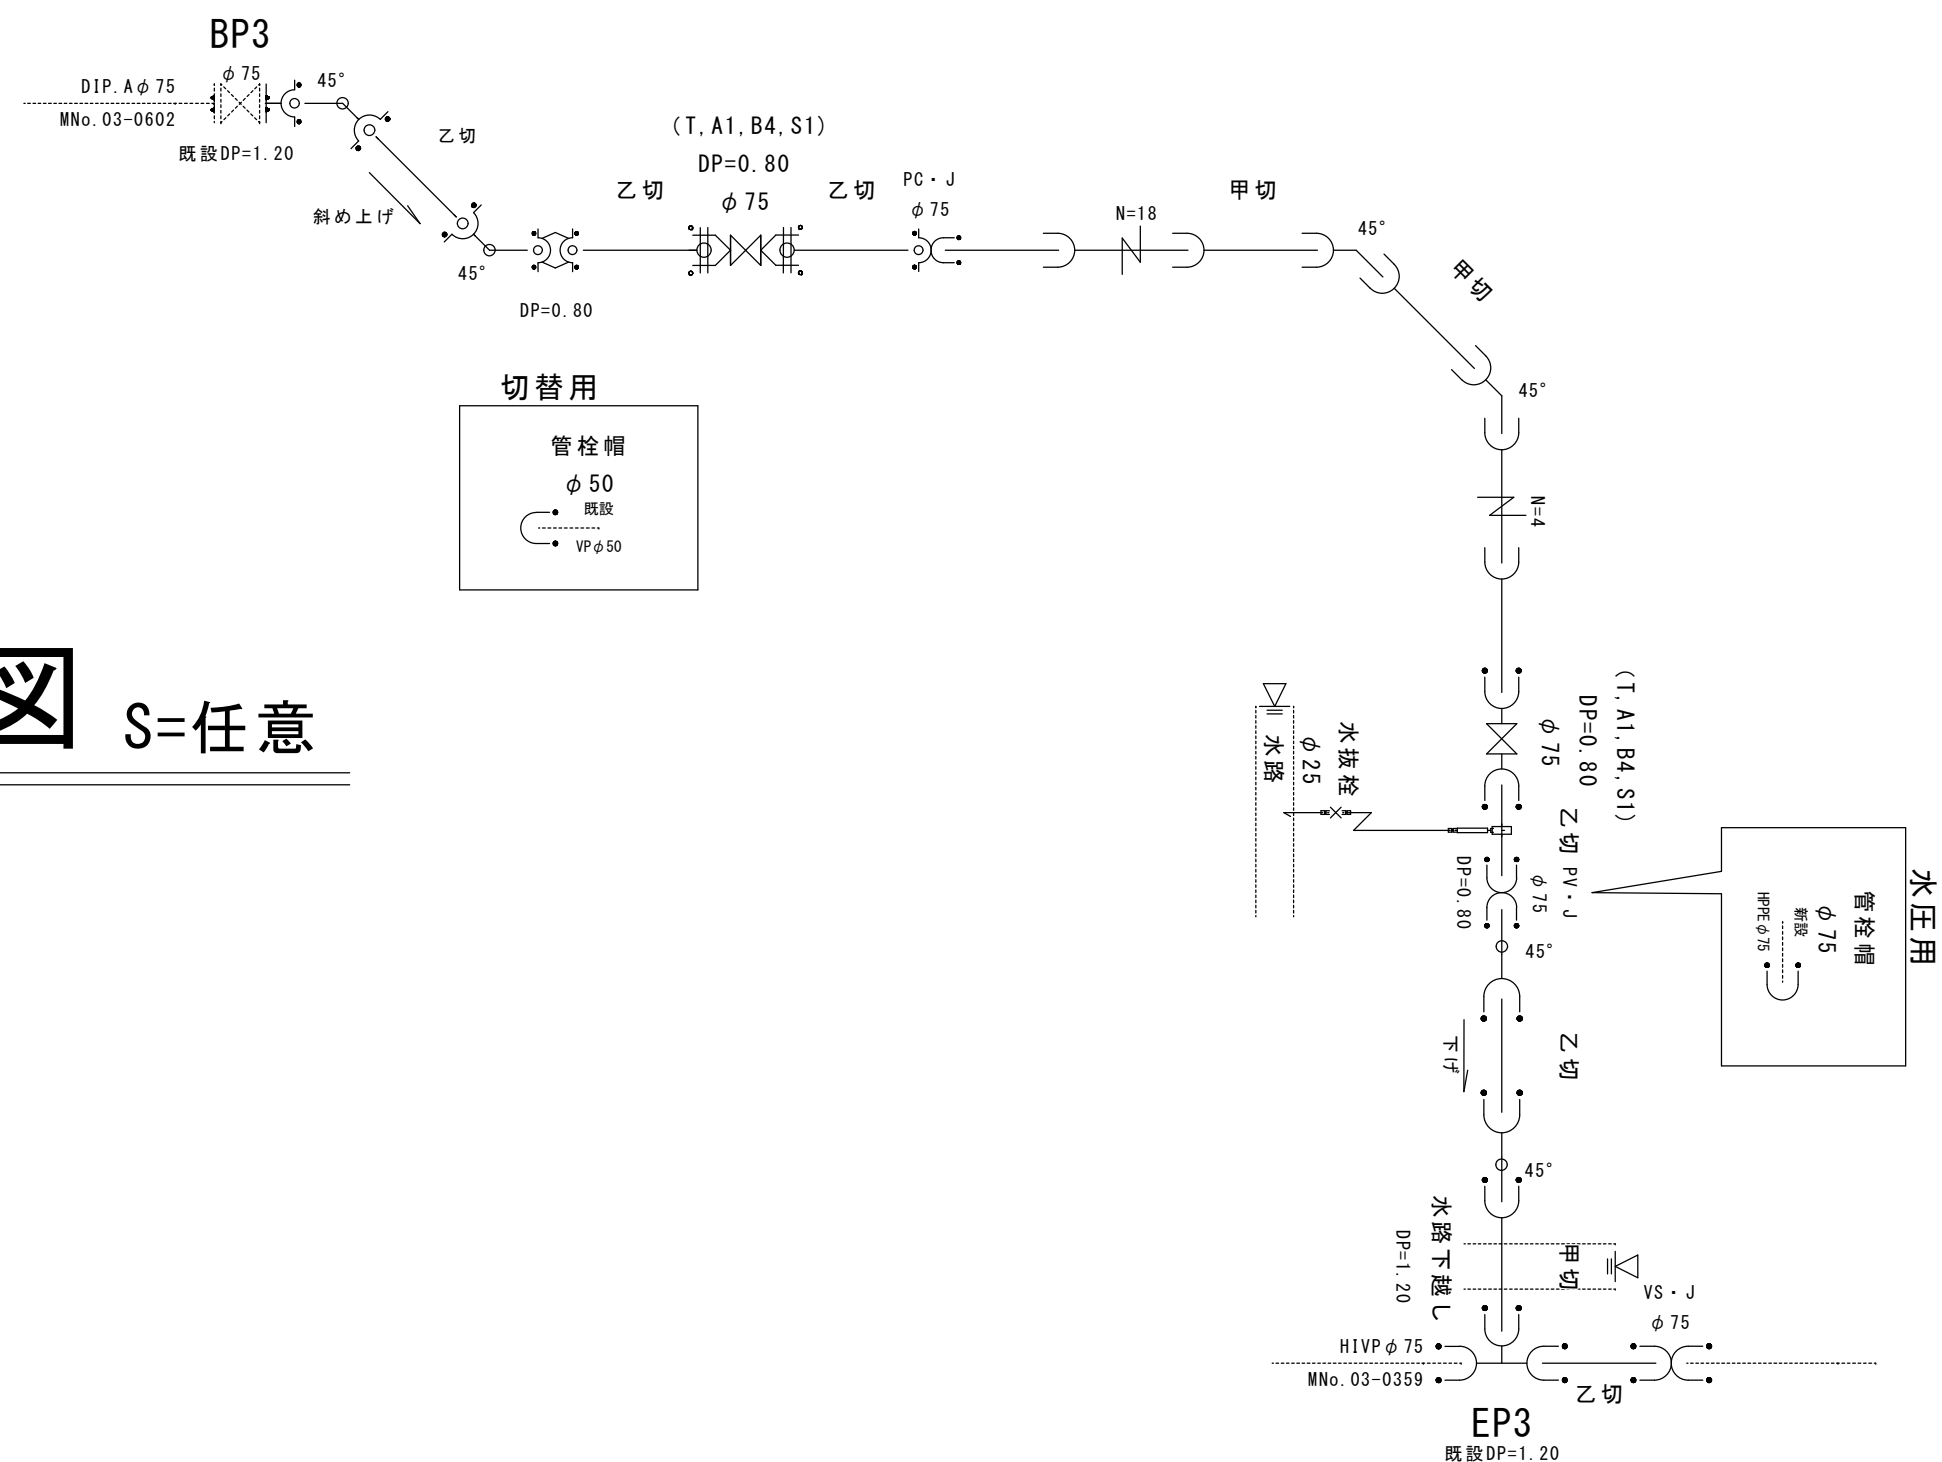 BP3
φ75
DIP.Aφ75
MNo.03-0602
既設DP=1.20
45°
乙切
斜め上げ
45°
DP=0.80
乙切
(T,A1,B4,S1)
DP=0.80
φ75
乙切
PC・J
φ75
N=18
甲切
45°
甲切
45°
N=4
切替用
管栓帽
φ50
既設
VPφ50
図 S=任意
(T,A1,B4,S1)
DP=0.80
φ75
水抜栓
φ25
水路
乙切
PV・J
φ75
DP=0.80
45°
水圧用
管栓帽
φ75
新設
HPPEφ75
乙切
下げ
45°
水路下越し
DP=1.20
甲切
VS・J
φ75
HIVPφ75
MNo.03-0359
乙切
EP3
既設DP=1.20